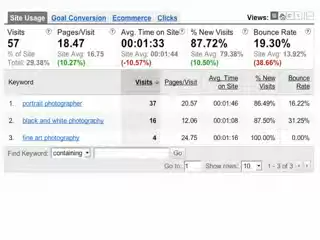 Site Usage Goal Conversion Ecommerce Clicks Views:
Visits Pages/Visit Avg. Time on Site % New Visits Bounce Rate
57 18.47 00:01:33 87.72% 19.30%
% of Site Site Avg: 16.75 Site Avg: 00:01:44 Site Avg: 79.38% Site Avg:
Total: 29.38% (10.27%) (-10.57%) (10.50%) (38.66%)
Keyword Visits Pages/Visit Avg. Time on Site % New Visits Bounce Rate
1. portrait photographer 37 20.57 00:01:46 86.49% 16.22%
2. black and white photography 16 12.06 00:01:08 87.50% 31.25%
3. fine art photography 4 24.75 00:01:16 100.00% 0.00%
Find Keyword: containing Go
Go to: 1 Show rows: 10 1 - 3 of 3